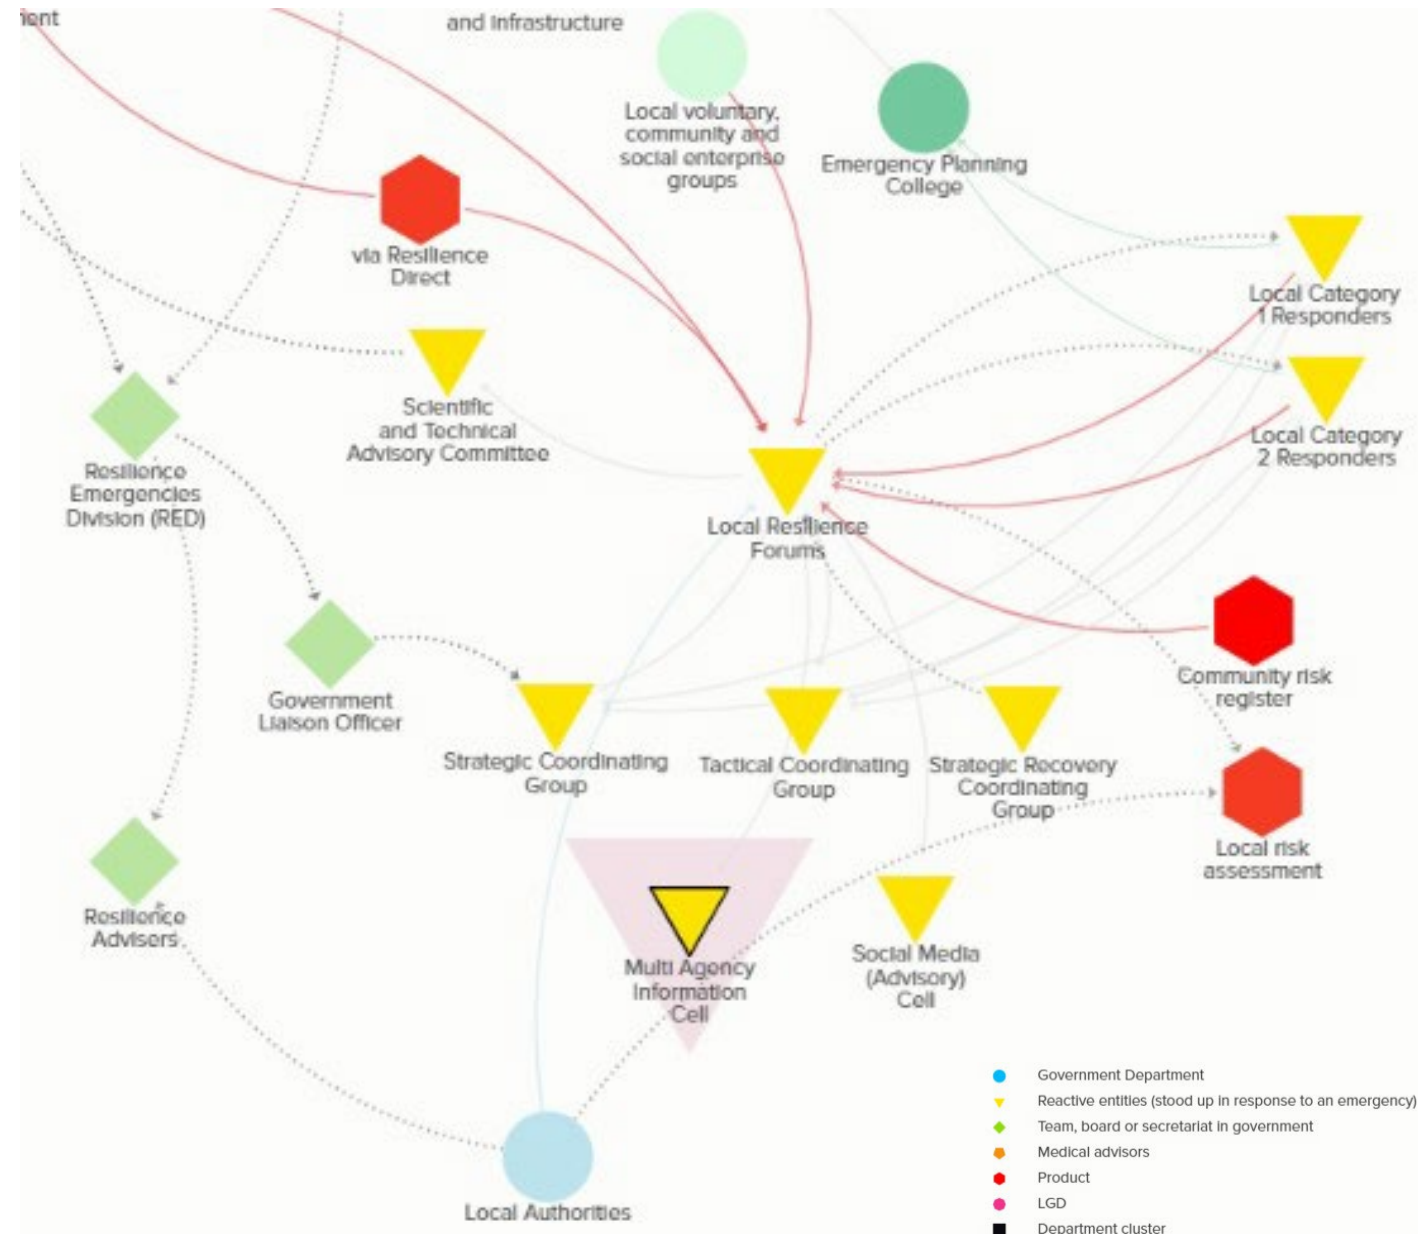 and Infrastructure
Local voluntary,
community and
social enterprise
groups
Emergency Planning
College
via Resilience
Direct
Local Category
1 Responders
Scientific
and Technical
Advisory Committee
Local Category
2 Responders
Resilience
Emergencies
Division (RED)
Local Resilience
Forums
Government
Liaison Officer
Community risk
register
Strategic Coordinating
Group
Tactical Coordinating
Group
Strategic Recovery
Coordinating
Group
Local risk
assessment
Resilience
Advisers
Multi Agency
Information
Cell
Social Media
(Advisory)
Cell
Local Authorities
Government Department
Reactive entities (stood up in response to an emergency)
Team, board or secretariat in government
Medical advisors
Product
LGD
Department cluster